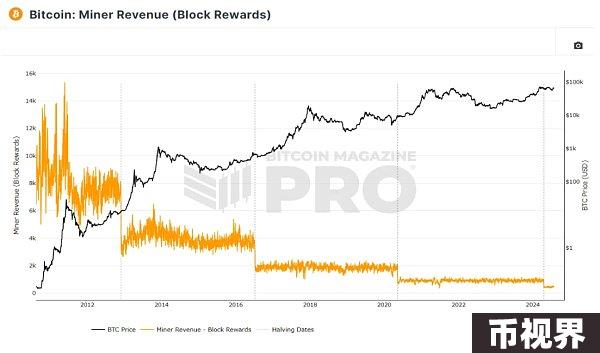 Bitcoin: Miner Revenue (Block Rewards)
16k
14k
12k
10k
8k
6k
4k
2k
0
Miner Revenue (Block Rewards)
$100k
$10k
$1k
$100
$1
BTC Price (USD)
BITCOIN MAGAZINE
PRO
2012
2014
2016
2018
2020
2022
2024
BTC Price
Miner Revenue - Block Rewards
Halving Dates
币视界